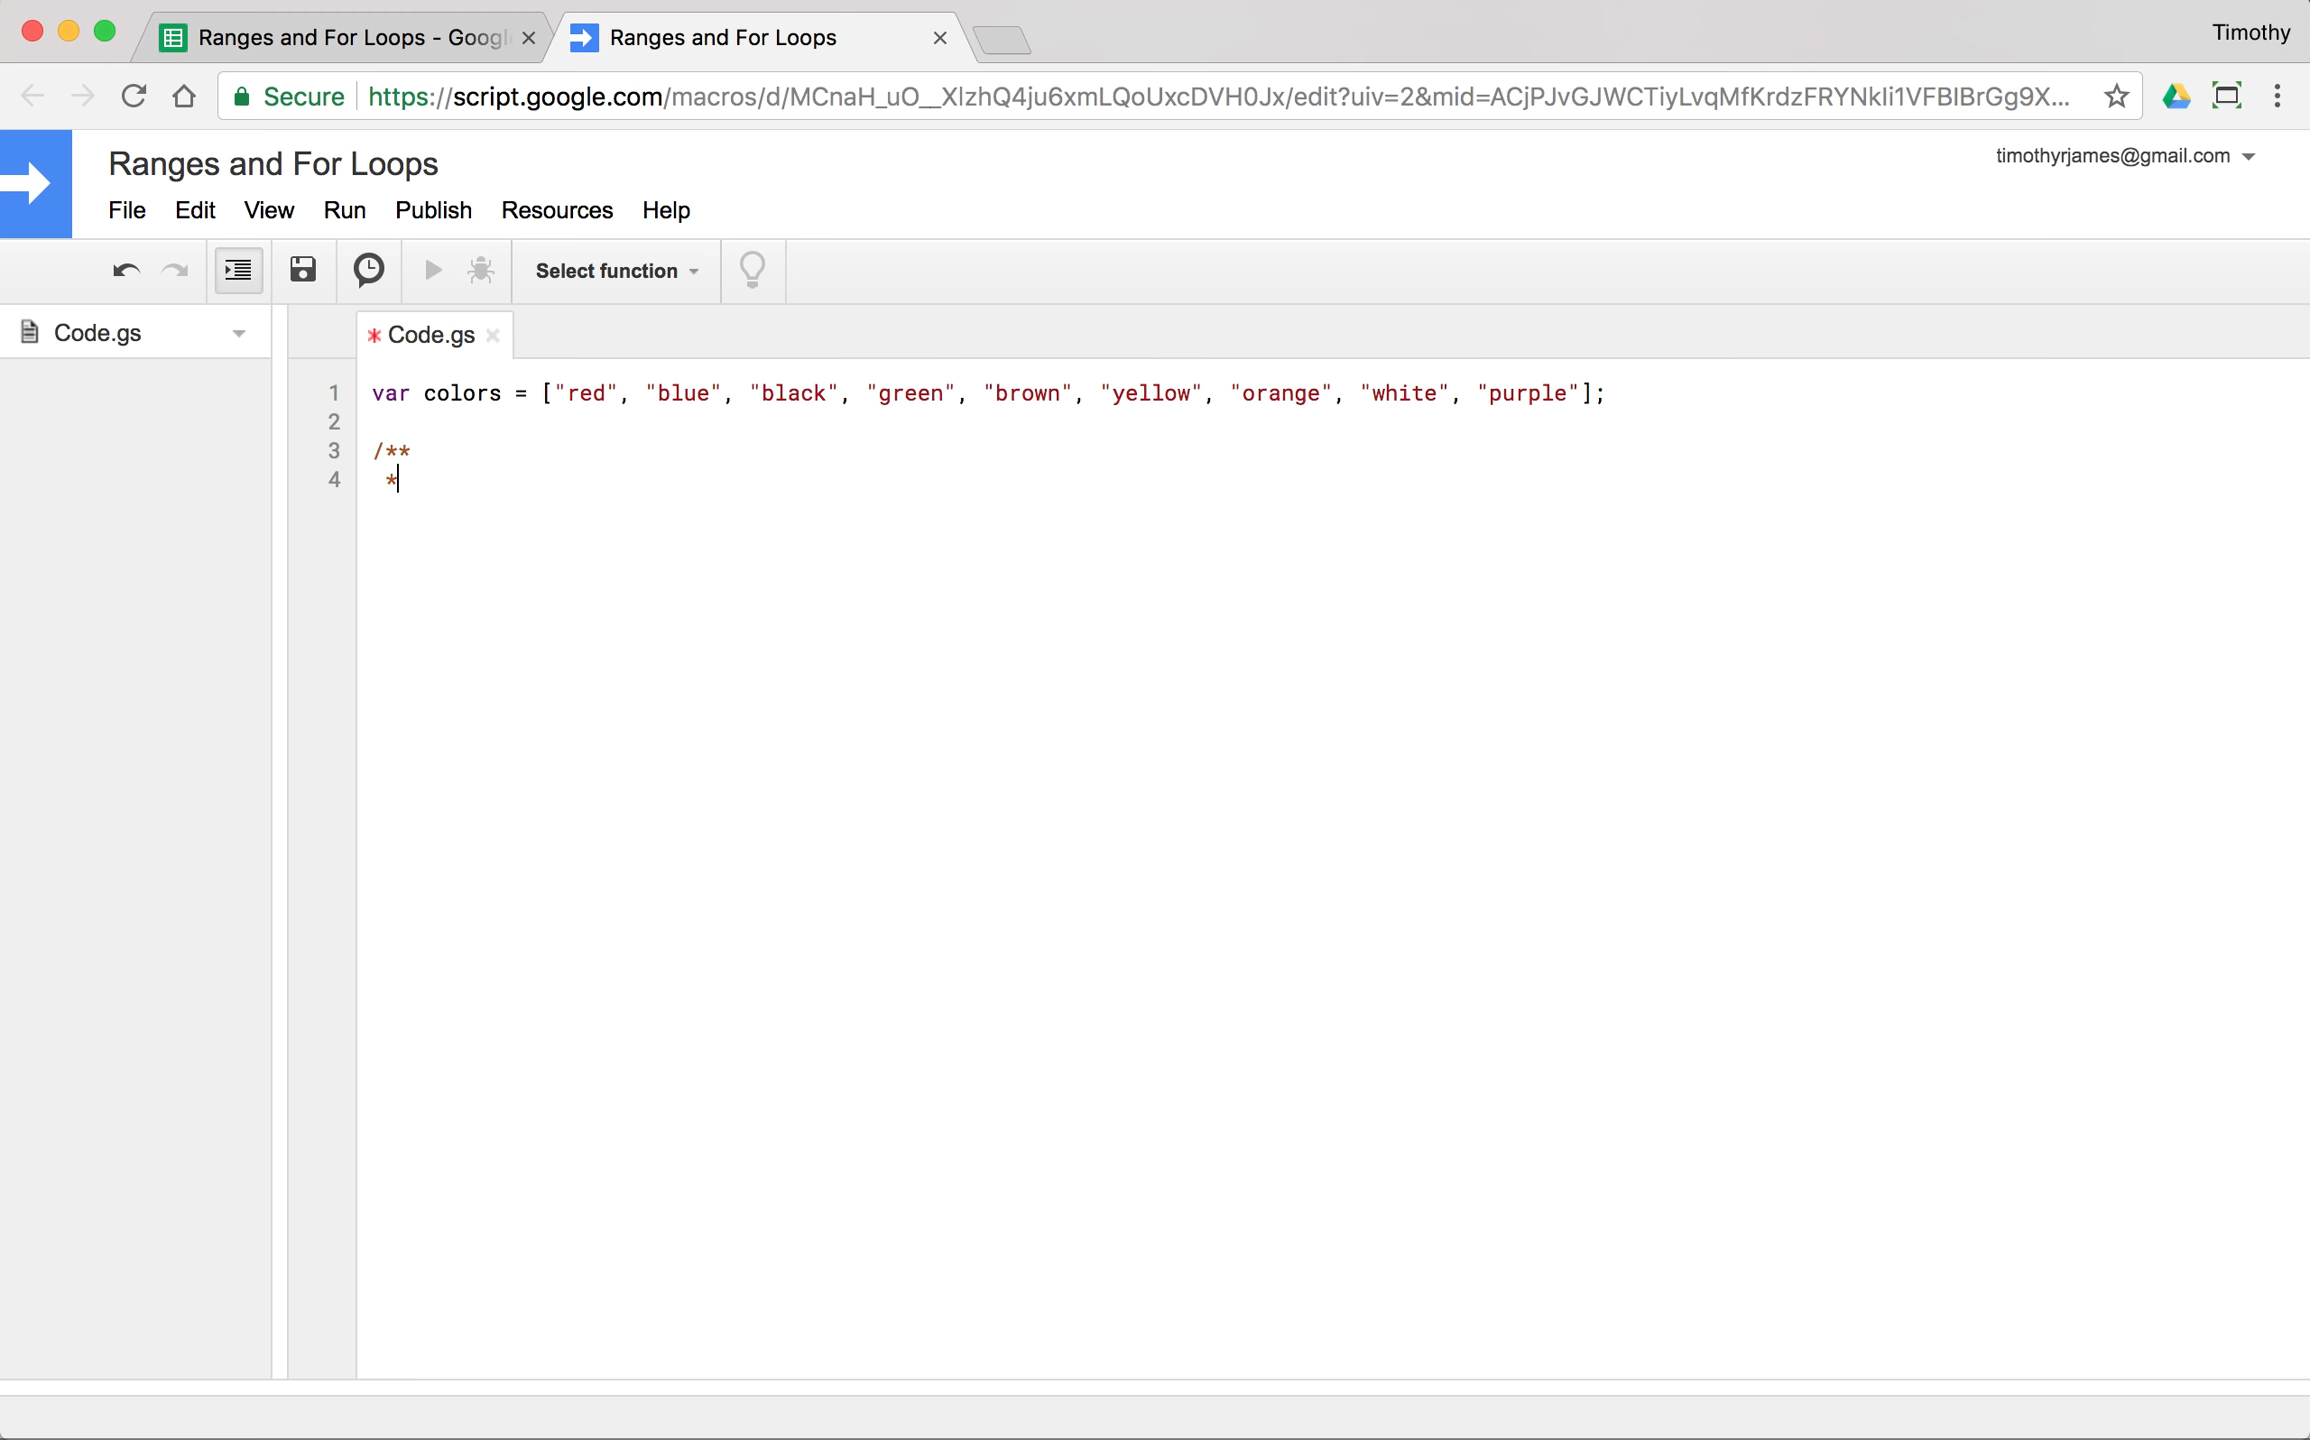 Ranges and For Loops - Googl
Ranges and For Loops
Timothy
Secure
https://script.google.com/macros/d/MCnaH_uO__XlzhQ4ju6xmLQoUxcDVH0Jx/edit?uiv=2&mid=ACjPJvGJWCTiyLvqMfKrdzFRYNkli1VFBIBrGg9X...
Ranges and For Loops
timothyrjames@gmail.com
File Edit View Run Publish Resources Help
Select function
Code.gs
* Code.gs
1 var colors = ["red", "blue", "black", "green", "brown", "yellow", "orange", "white", "purple"];
2
3 /**
4 *